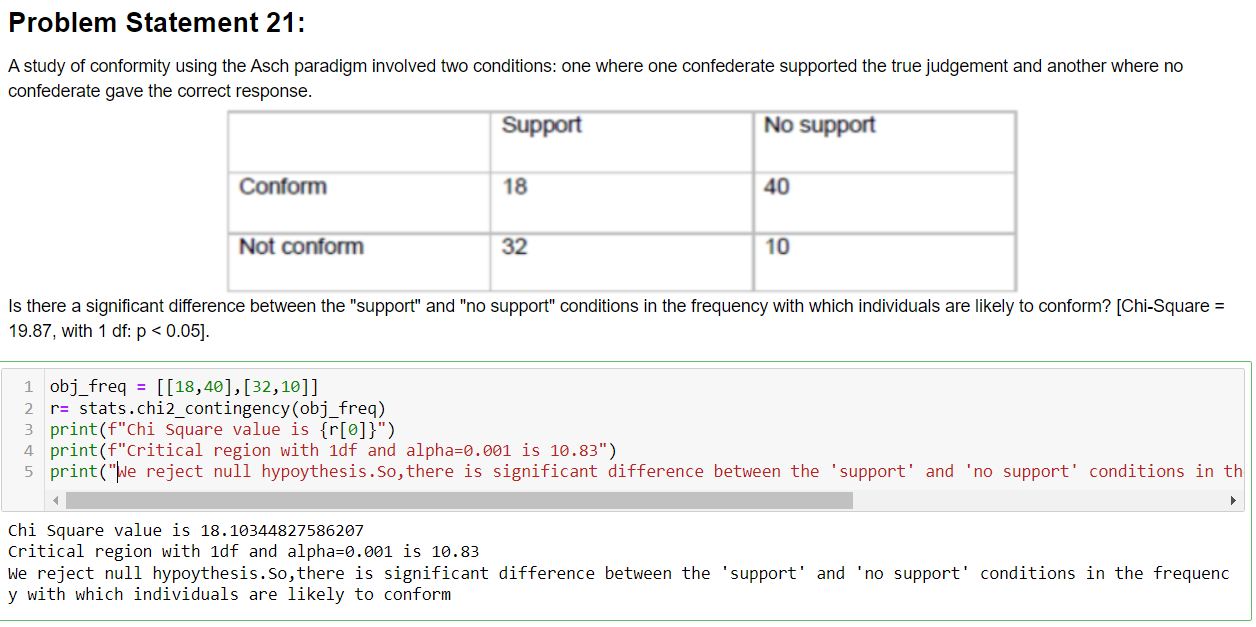 Problem Statement 21:
A study of conformity using the Asch paradigm involved two conditions: one where one confederate supported the true judgement and another where no
confederate gave the correct response.
Support No support
Conform 18 40
Not conform 32 10
Is there a significant difference between the "support" and "no support" conditions in the frequency with which individuals are likely to conform? [Chi-Square =
19.87, with 1 df: p < 0.05].
1 obj_freq = [[18,40],[32,10]]
2 r= stats.chi2_contingency(obj_freq)
3 print(f"Chi Square value is {r[0]}")
4 print(f"Critical region with 1df and alpha=0.001 is 10.83")
5 print("We reject null hypoythesis.So,there is significant difference between the 'support' and 'no support' conditions in th
Chi Square value is 18.10344827586207
Critical region with 1df and alpha=0.001 is 10.83
We reject null hypoythesis.So,there is significant difference between the 'support' and 'no support' conditions in the frequenc
y with which individuals are likely to conform